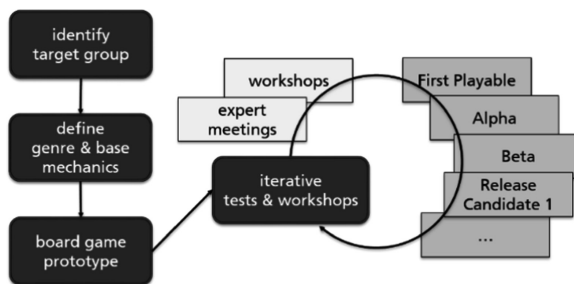 identify
target group
define
genre & base
mechanics
board game
prototype
workshops
expert
meetings
iterative
tests & workshops
First Playable
Alpha
Beta
Release
Candidate 1
...